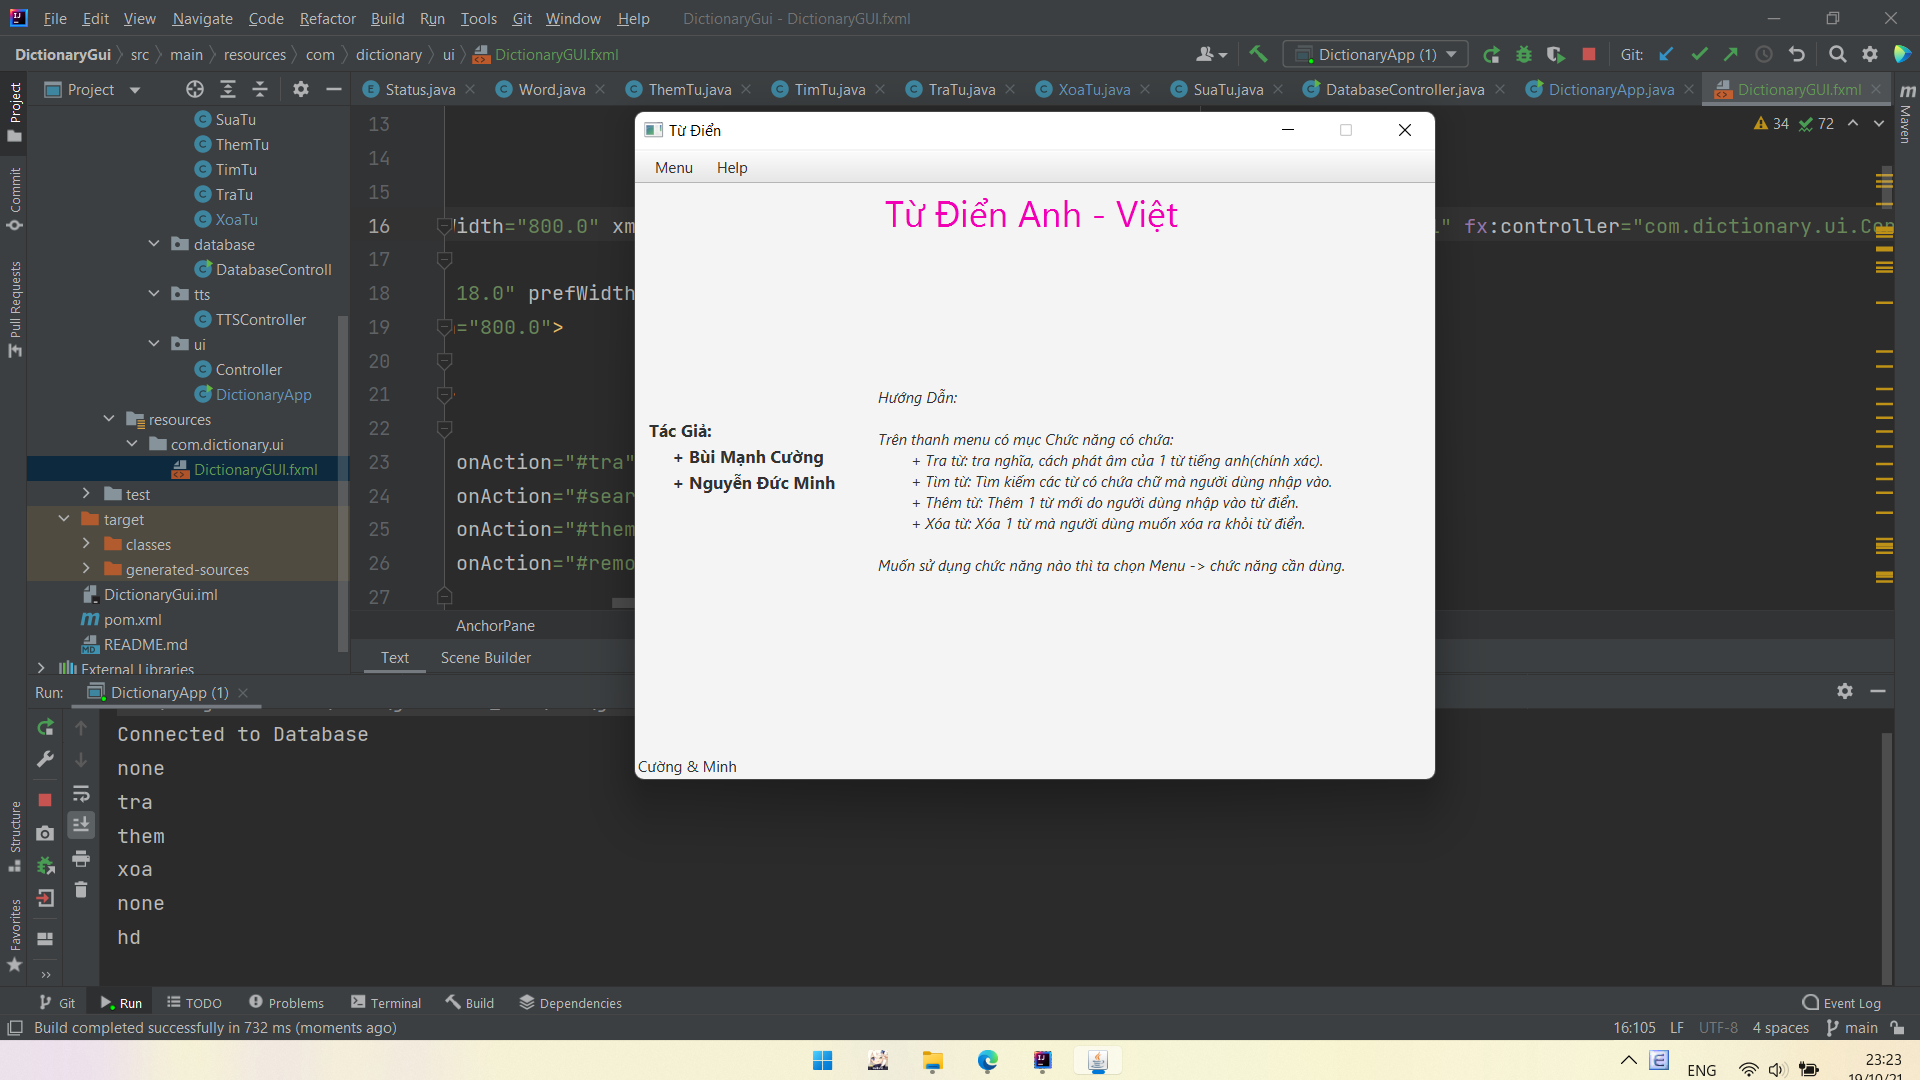 File Edit View Navigate Code Refactor Build Run Tools Git Window Help DictionaryGui - DictionaryGUI.fxml
DictionaryGui src main resources com dictionary ui DictionaryGUI.fxml DictionaryApp (1) Git:
Project Status.java Word.java ThemTu.java TimTu.java TraTu.java XoaTu.java SuaTu.java DatabaseController.java DictionaryApp.java DictionaryGUI.fxml
Project
Commit
Pull Requests
Structure
Favorites
Maven
SuaTu
ThemTu
TimTu
TraTu
XoaTu
database
DatabaseControll
tts
TTSController
ui
Controller
DictionaryApp
resources
com.dictionary.ui
DictionaryGUI.fxml
test
target
classes
generated-sources
DictionaryGui.iml
pom.xml
README.md
External Libraries
34 72
13
14
15
16 idth="800.0" xm " fx:controller="com.dictionary.ui.Con
17
18 18.0" prefWidth
19 ="800.0">
20
21
22
23 onAction="#tra"
24 onAction="#sear
25 onAction="#them
26 onAction="#remo
27
AnchorPane
Text Scene Builder
Từ Điển
Menu Help
Từ Điển Anh - Việt
Tác Giả:
+ Bùi Mạnh Cường
+ Nguyễn Đức Minh
Hướng Dẫn:
Trên thanh menu có mục Chức năng có chứa:
+ Tra từ: tra nghĩa, cách phát âm của 1 từ tiếng anh(chính xác).
+ Tìm từ: Tìm kiếm các từ có chứa chữ mà người dùng nhập vào.
+ Thêm từ: Thêm 1 từ mới do người dùng nhập vào từ điển.
+ Xóa từ: Xóa 1 từ mà người dùng muốn xóa ra khỏi từ điển.
Muốn sử dụng chức năng nào thì ta chọn Menu -> chức năng cần dùng.
Cường & Minh
Run: DictionaryApp (1)
Connected to Database
none
tra
them
xoa
none
hd
Git Run TODO Problems Terminal Build Dependencies Event Log
Build completed successfully in 732 ms (moments ago) 16:105 LF UTF-8 4 spaces main
ENG 23:23
19/10/21